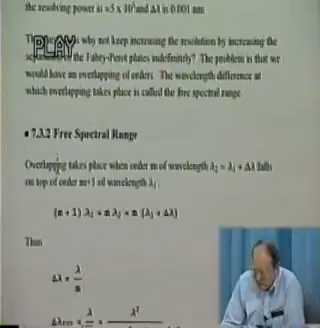 the resolving power is ≈5 x 10⁵ and Δλ is 0.001 nm
why not keep increasing the resolution by increasing the
PLAY
of the Fabry-Perot plates indefinitely? The problem is that we
would have an overlapping of orders. The wavelength difference at
which overlapping takes place is called the free spectral range.
■ 7.3.2 Free Spectral Range
Overlapping takes place when order m of wavelength λ₂ = λ₁ + Δλ falls
on top of order m+1 of wavelength λ₁
(m + 1) λ₁ = m λ₂ = m (λ₁ + Δλ)
Thus
Δλ = λ / m